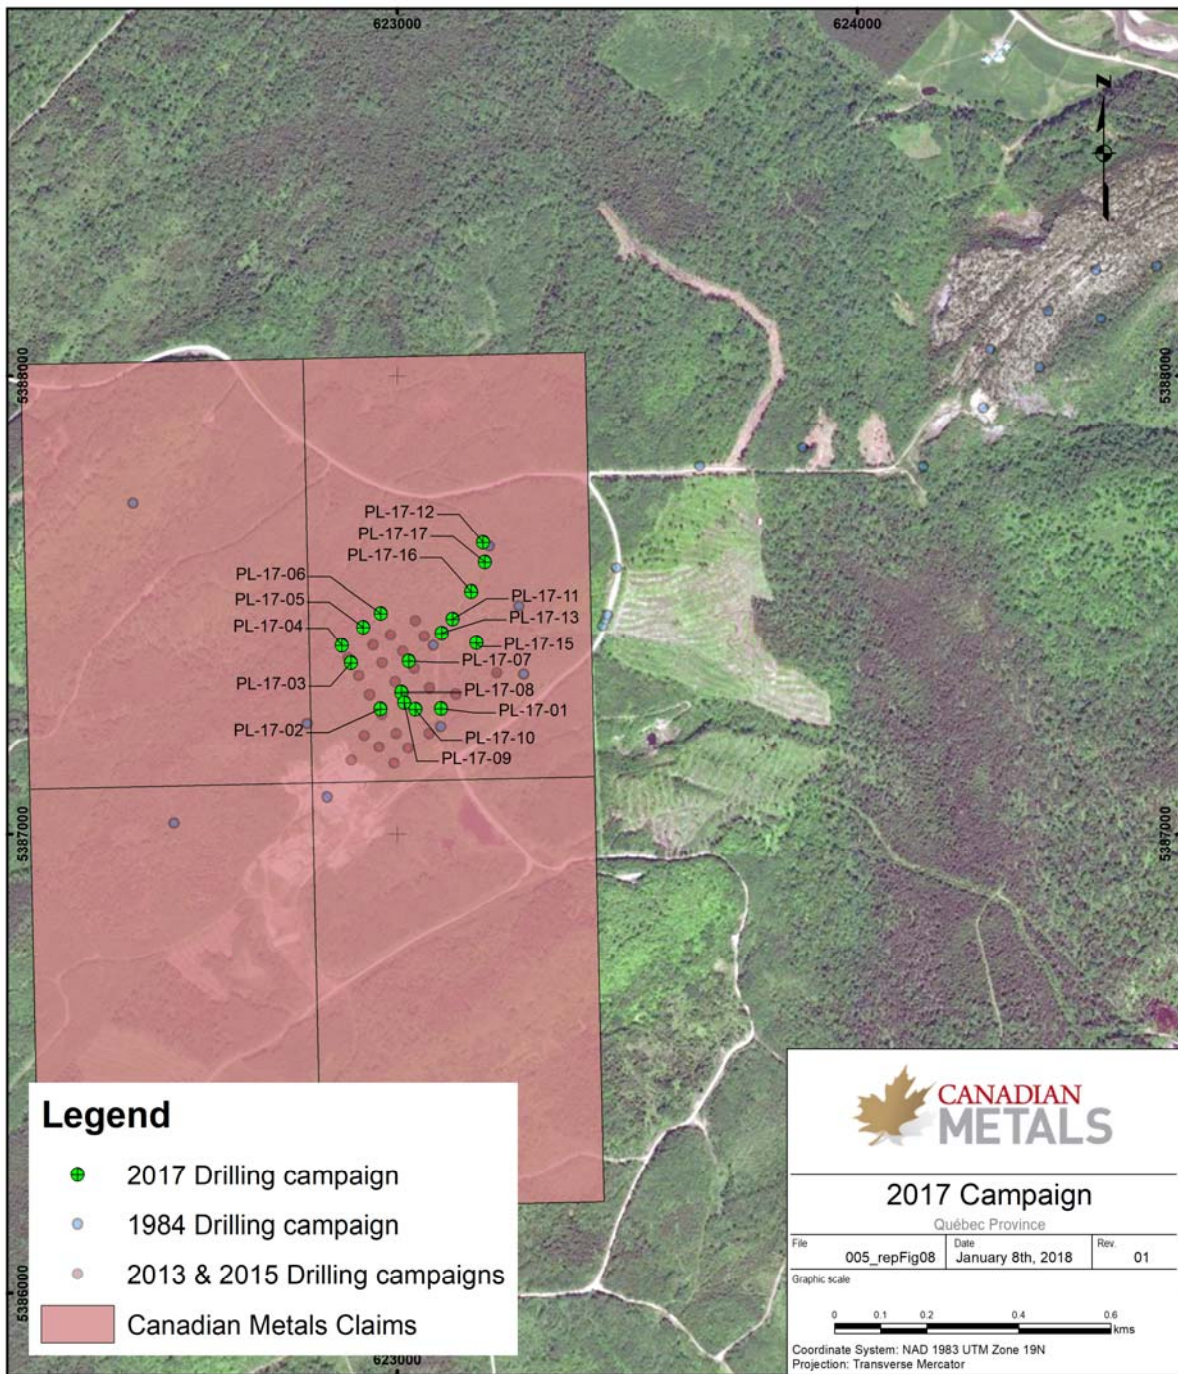 623000
624000
N
5388000
5388000
PL-17-12
PL-17-17
PL-17-16
PL-17-06
PL-17-05
PL-17-11
PL-17-04
PL-17-13
PL-17-15
PL-17-07
PL-17-03
PL-17-08
PL-17-01
PL-17-02
PL-17-10
PL-17-09
5387000
5387000
Legend
2017 Drilling campaign
1984 Drilling campaign
2013 & 2015 Drilling campaigns
Canadian Metals Claims
CANADIAN
METALS
2017 Campaign
Québec Province
File
005_repFig08
Date
January 8th, 2018
Rev.
01
Graphic scale
0 0.1 0.2 0.4 0.6
kms
Coordinate System: NAD 1983 UTM Zone 19N
Projection: Transverse Mercator
5386000
623000